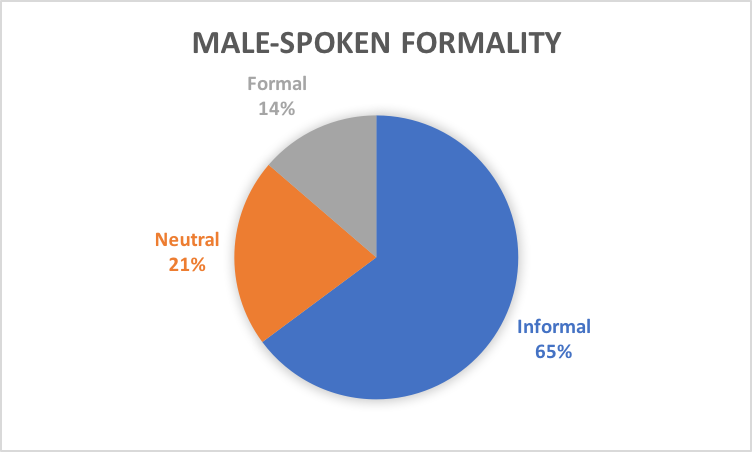 MALE-SPOKEN FORMALITY
Formal
14%
Neutral
21%
Informal
65%